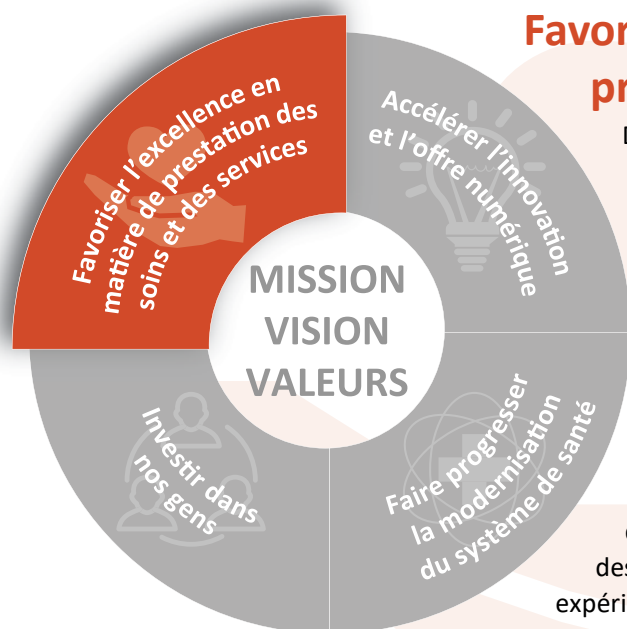 Favor
pr
D
Favoriser l'excellence en
matière de prestation des
soins et des services
Accélérer l'innovation
et l'offre numérique
MISSION
VISION
VALEURS
Investir dans
nos gens
Faire progresser
la modernisation
du système de santé
des
expéri